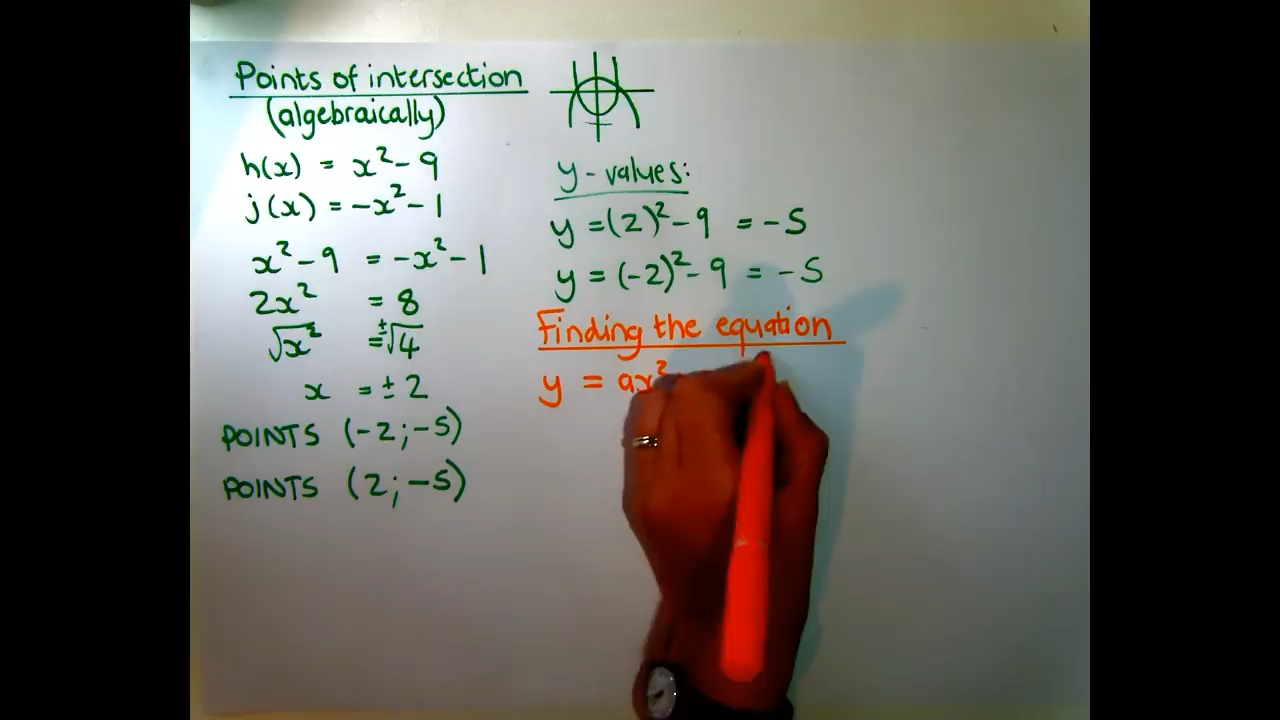 Points of intersection
(algebraically)
h(x) = x² - 9
j(x) = -x² - 1
x² - 9 = -x² - 1
2x² = 8
√x² = ±√4
x = ± 2
POINTS (-2 ; -5)
POINTS (2 ; -5)
y - values:
y = (2)² - 9 = -5
y = (-2)² - 9 = -5
Finding the equation
y = ax²